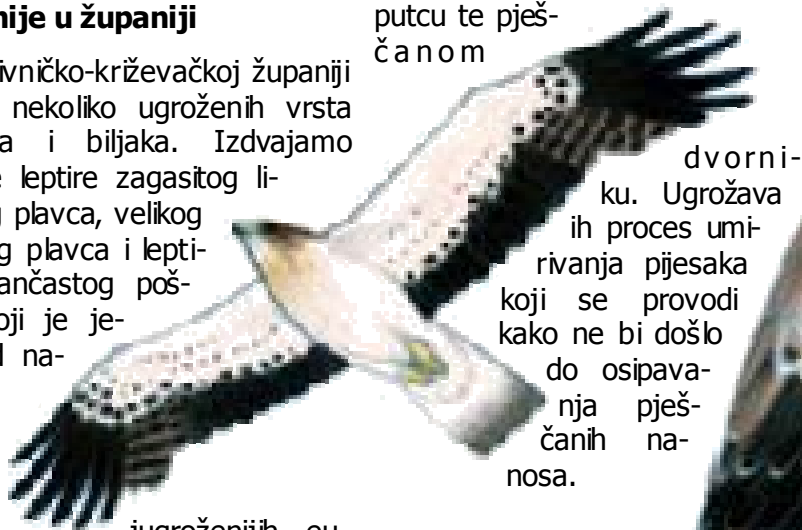 nije u županiji
ivničko-križevačkoj županiji
nekoliko ugroženih vrsta
a i biljaka. Izdvajamo
e leptire zagasitog li-
g plavca, velikog
g plavca i lepti-
ančastog poš-
oji je je-
d na-
jugroženijih eu-
putcu te pješ-
čanom
dvorni-
ku. Ugrožava
ih proces umi-
rivanja pijesaka
koji se provodi
kako ne bi došlo
do osipava-
nja pješ-
čanih na-
nosa.